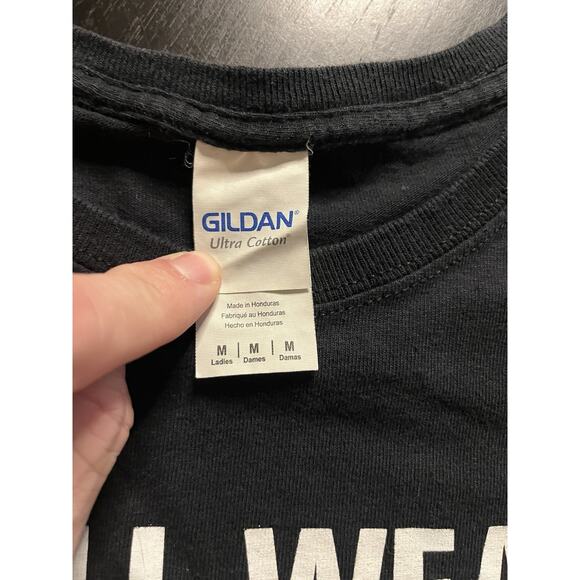 GILDAN®
Ultra Cotton®
Made in Honduras
Fabriqué au Honduras
Hecho en Honduras
M | M | M
Ladies | Dames | Damas